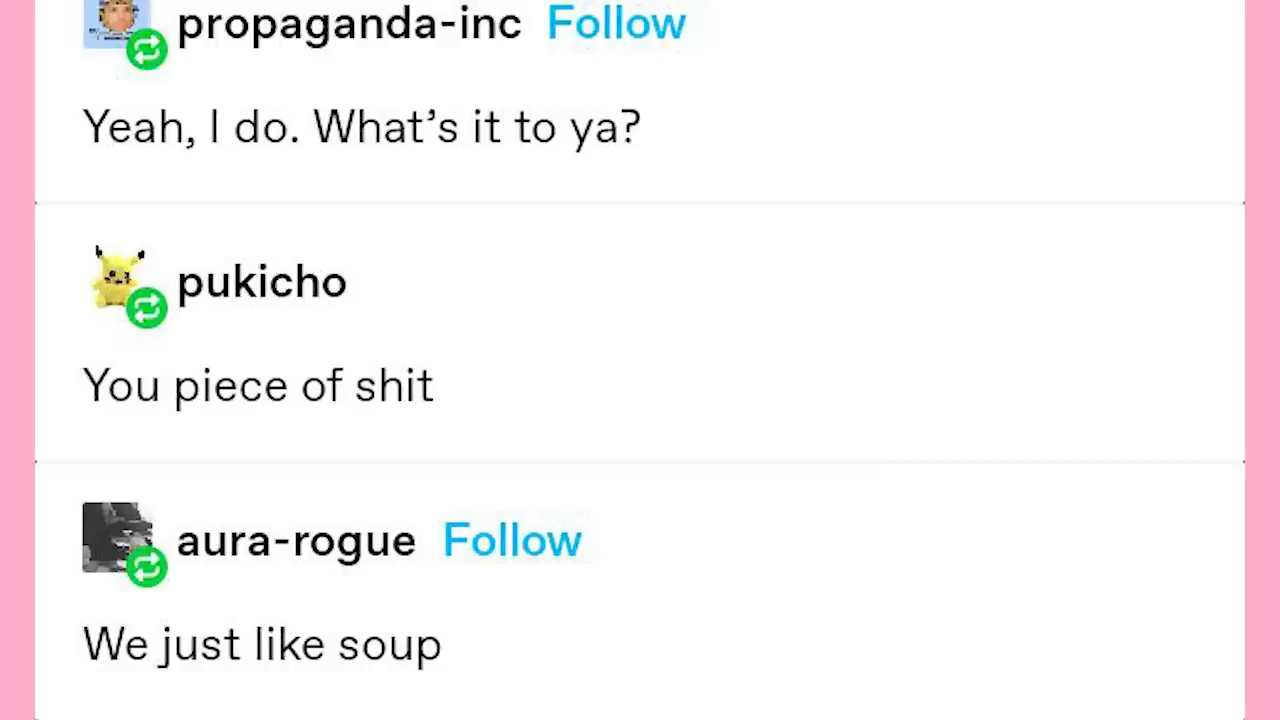 propaganda-inc Follow
Yeah, I do. What’s it to ya?
pukicho
You piece of shit
aura-rogue Follow
We just like soup